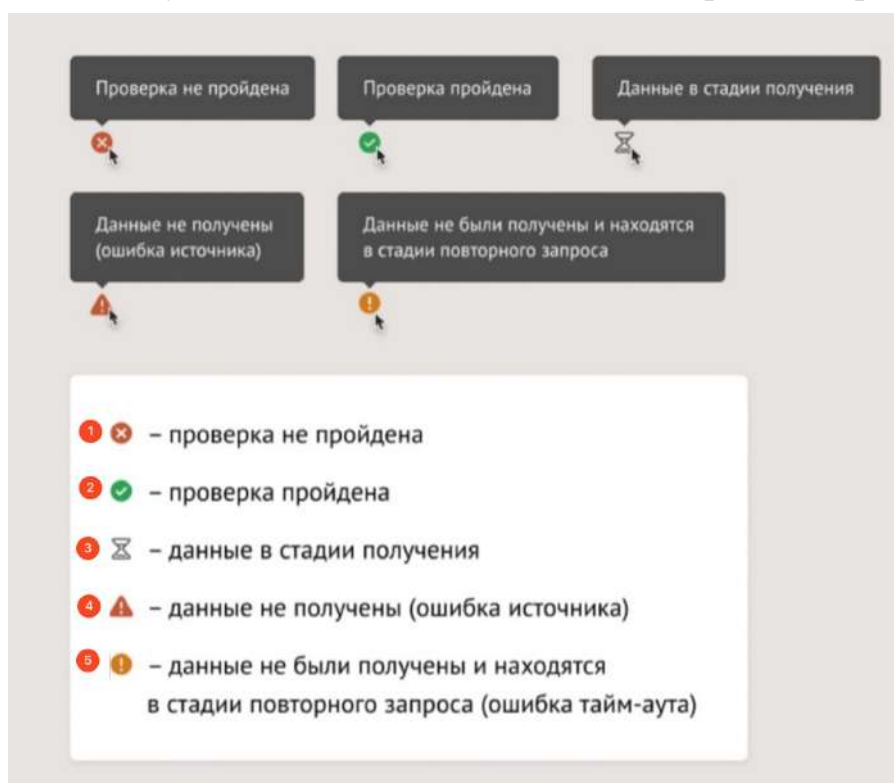 Проверка не пройдена
Проверка пройдена
Данные в стадии получения
Данные не получены
(ошибка источника)
Данные не были получены и находятся
в стадии повторного запроса
1 – проверка не пройдена
2 – проверка пройдена
3 – данные в стадии получения
4 – данные не получены (ошибка источника)
5 – данные не были получены и находятся
в стадии повторного запроса (ошибка тайм-аута)